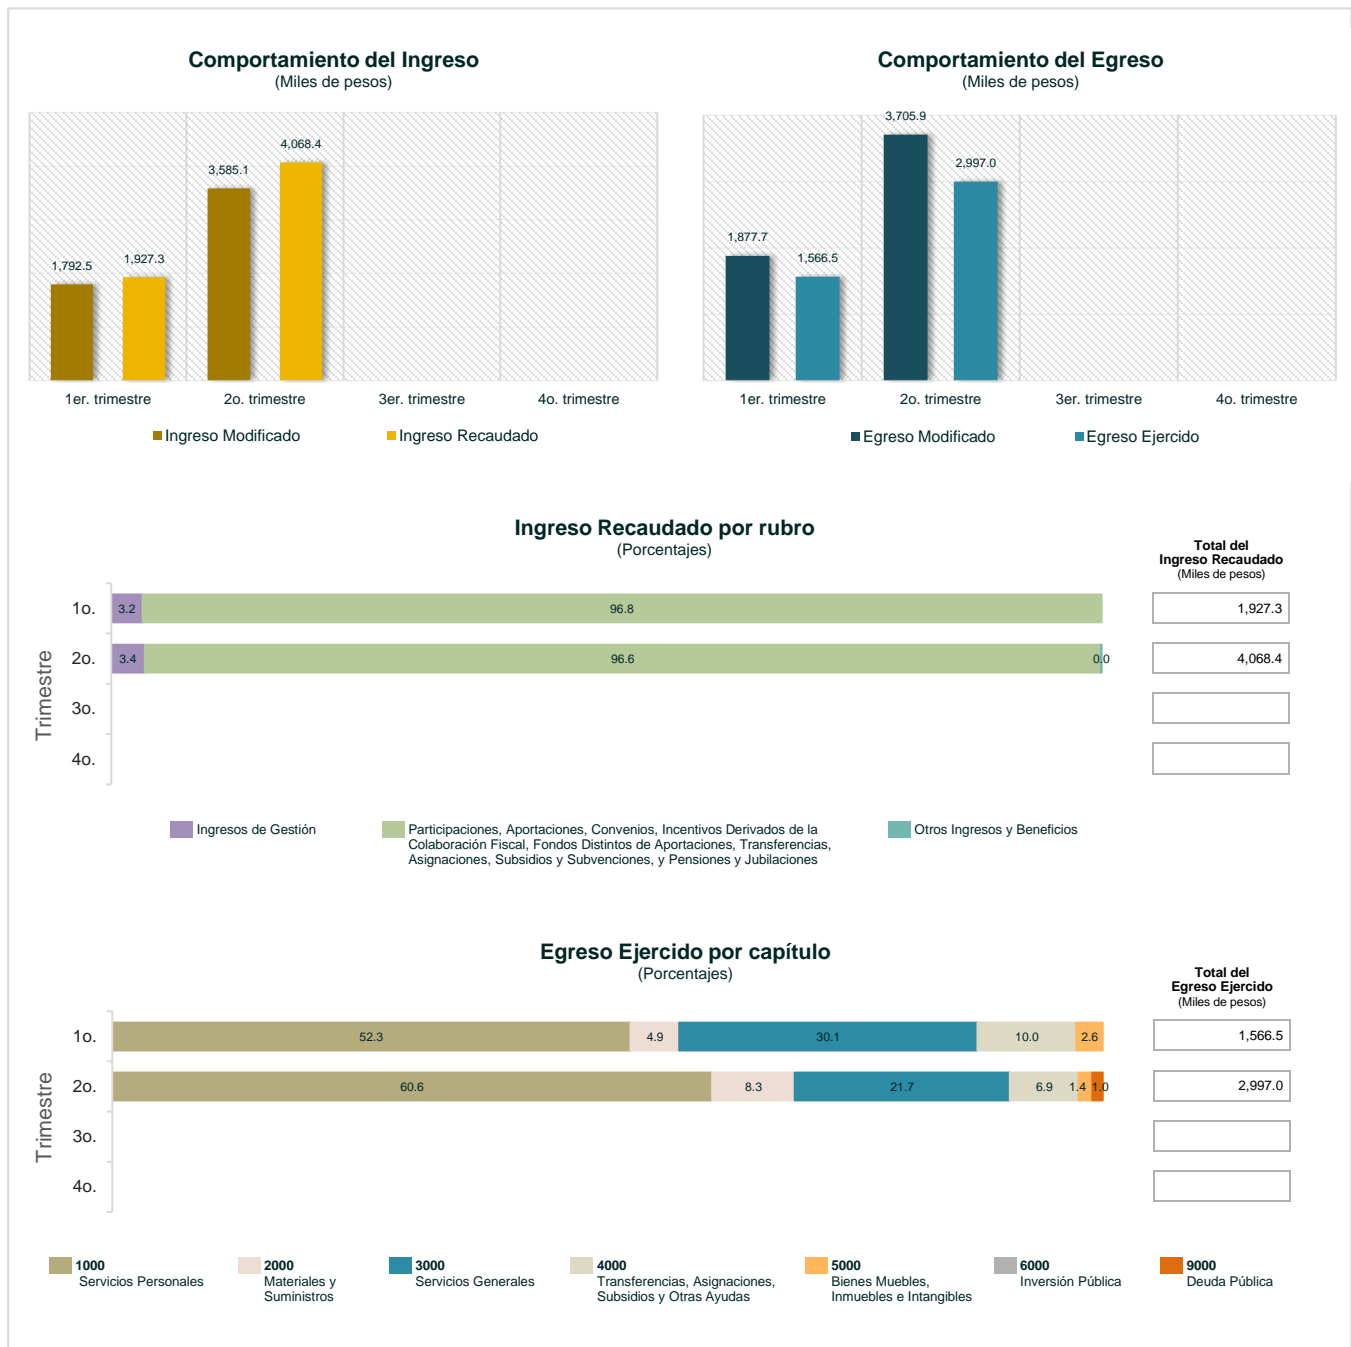 Comportamiento del Ingreso
(Miles de pesos)
1,792.5
1,927.3
3,585.1
4,068.4
1er. trimestre
2o. trimestre
3er. trimestre
4o. trimestre
Ingreso Modificado
Ingreso Recaudado
Comportamiento del Egreso
(Miles de pesos)
1,877.7
1,566.5
3,705.9
2,997.0
1er. trimestre
2o. trimestre
3er. trimestre
4o. trimestre
Egreso Modificado
Egreso Ejercido
Ingreso Recaudado por rubro
(Porcentajes)
Total del
Ingreso Recaudado
(Miles de pesos)
Trimestre
1o.
3.2
96.8
1,927.3
2o.
3.4
96.6
0.0
4,068.4
3o.
4o.
Ingresos de Gestión
Participaciones, Aportaciones, Convenios, Incentivos Derivados de la
Colaboración Fiscal, Fondos Distintos de Aportaciones, Transferencias,
Asignaciones, Subsidios y Subvenciones, y Pensiones y Jubilaciones
Otros Ingresos y Beneficios
Egreso Ejercido por capítulo
(Porcentajes)
Total del
Egreso Ejercido
(Miles de pesos)
Trimestre
1o.
52.3
4.9
30.1
10.0
2.6
1,566.5
2o.
60.6
8.3
21.7
6.9
1.4
1.0
2,997.0
3o.
4o.
1000
Servicios Personales
2000
Materiales y
Suministros
3000
Servicios Generales
4000
Transferencias, Asignaciones,
Subsidios y Otras Ayudas
5000
Bienes Muebles,
Inmuebles e Intangibles
6000
Inversión Pública
9000
Deuda Pública